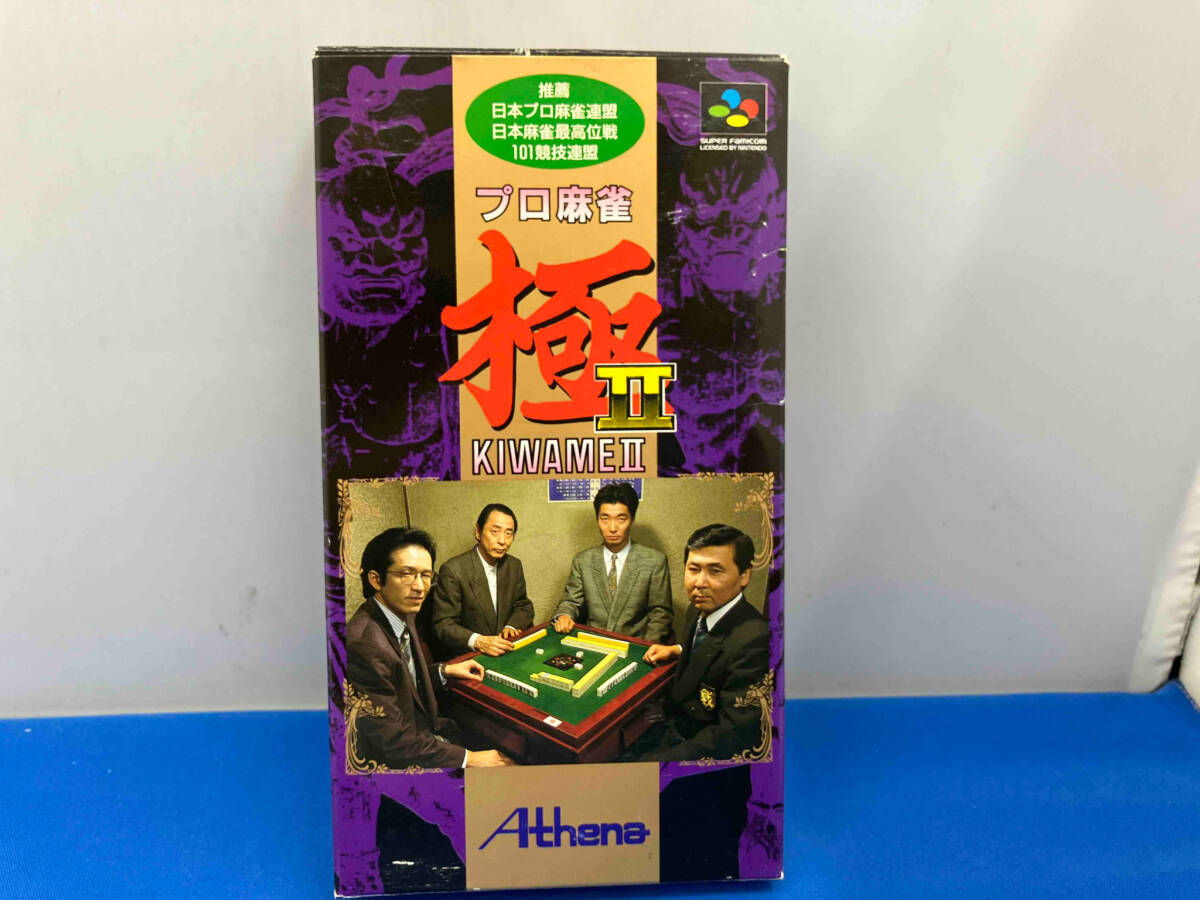 推薦
日本プロ麻雀連盟
日本麻雀最高位戦
101競技連盟
SUPER FAMICOM
LICENSED BY NINTENDO
プロ麻雀
極
II
KIWAME II
Athena